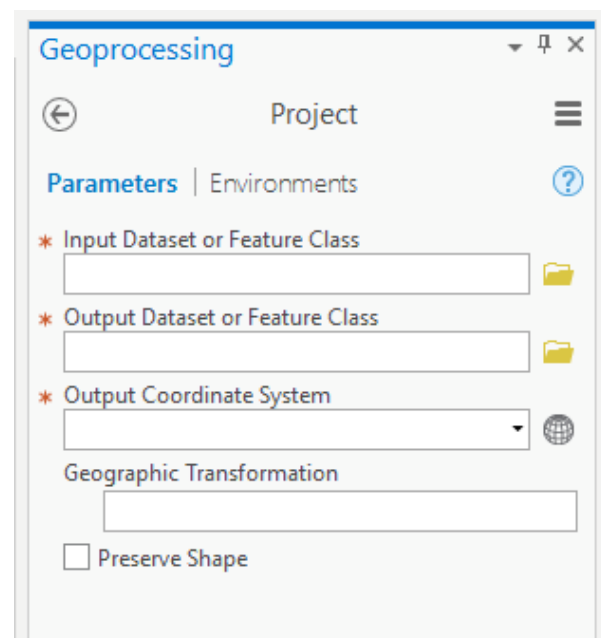 Geoprocessing
Project
Parameters | Environments
?
* Input Dataset or Feature Class
* Output Dataset or Feature Class
* Output Coordinate System
Geographic Transformation
Preserve Shape